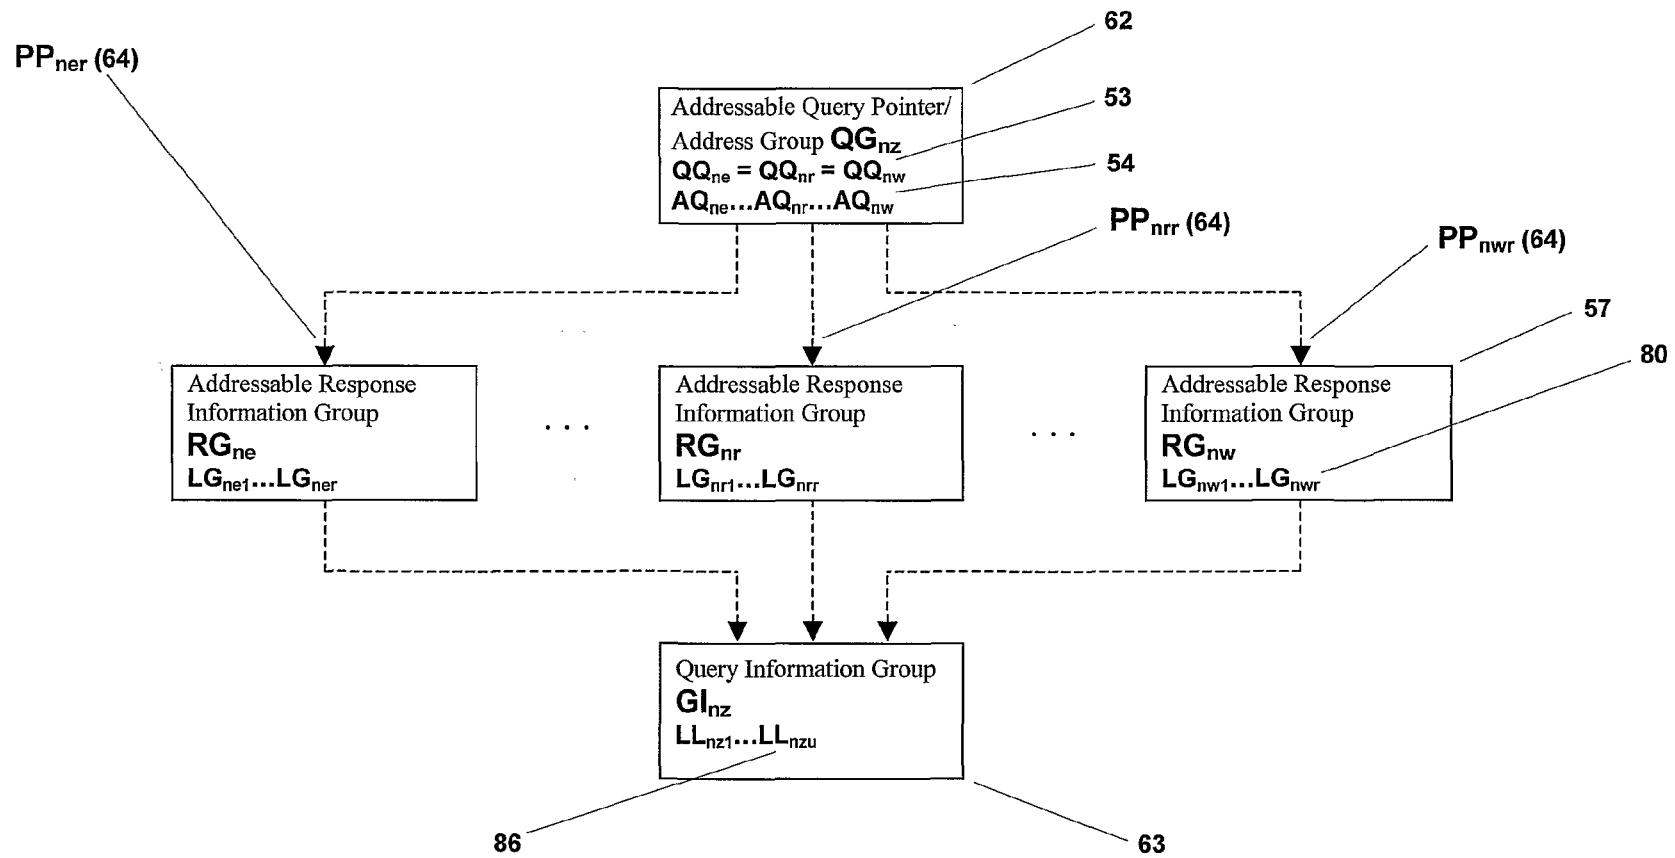 62
PPner (64)
Addressable Query Pointer/
Address Group QGnz
QQne = QQnr = QQnw
AQne...AQnr...AQnw
53
54
PPnrr (64)
PPnwr (64)
57
80
Addressable Response
Information Group
RGne
LGne1...LGner
. . .
Addressable Response
Information Group
RGnr
LGnr1...LGnrr
. . .
Addressable Response
Information Group
RGnw
LGnw1...LGnwr
Query Information Group
GInz
LLnz1...LLnzu
86
63